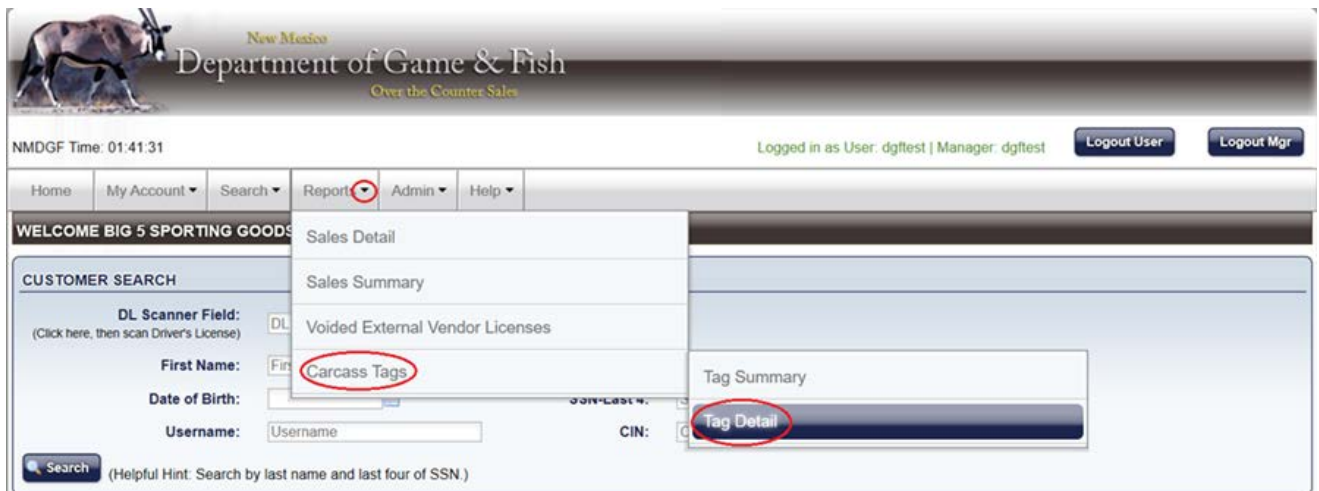 New Mexico
Department of Game & Fish
Over the Counter Sales
NMDGF Time: 01:41:31
Logged in as User: dgftest | Manager: dgftest
Logout User
Logout Mgr
Home
My Account
Search
Reports
Admin
Help
WELCOME BIG 5 SPORTING GOODS
Sales Detail
Sales Summary
Voided External Vendor Licenses
Carcass Tags
Tag Summary
Tag Detail
CUSTOMER SEARCH
DL Scanner Field:
(Click here, then scan Driver's License)
DL
First Name:
Date of Birth:
SSN-Last 4:
Username:
Username
CIN:
Search
(Helpful Hint: Search by last name and last four of SSN.)